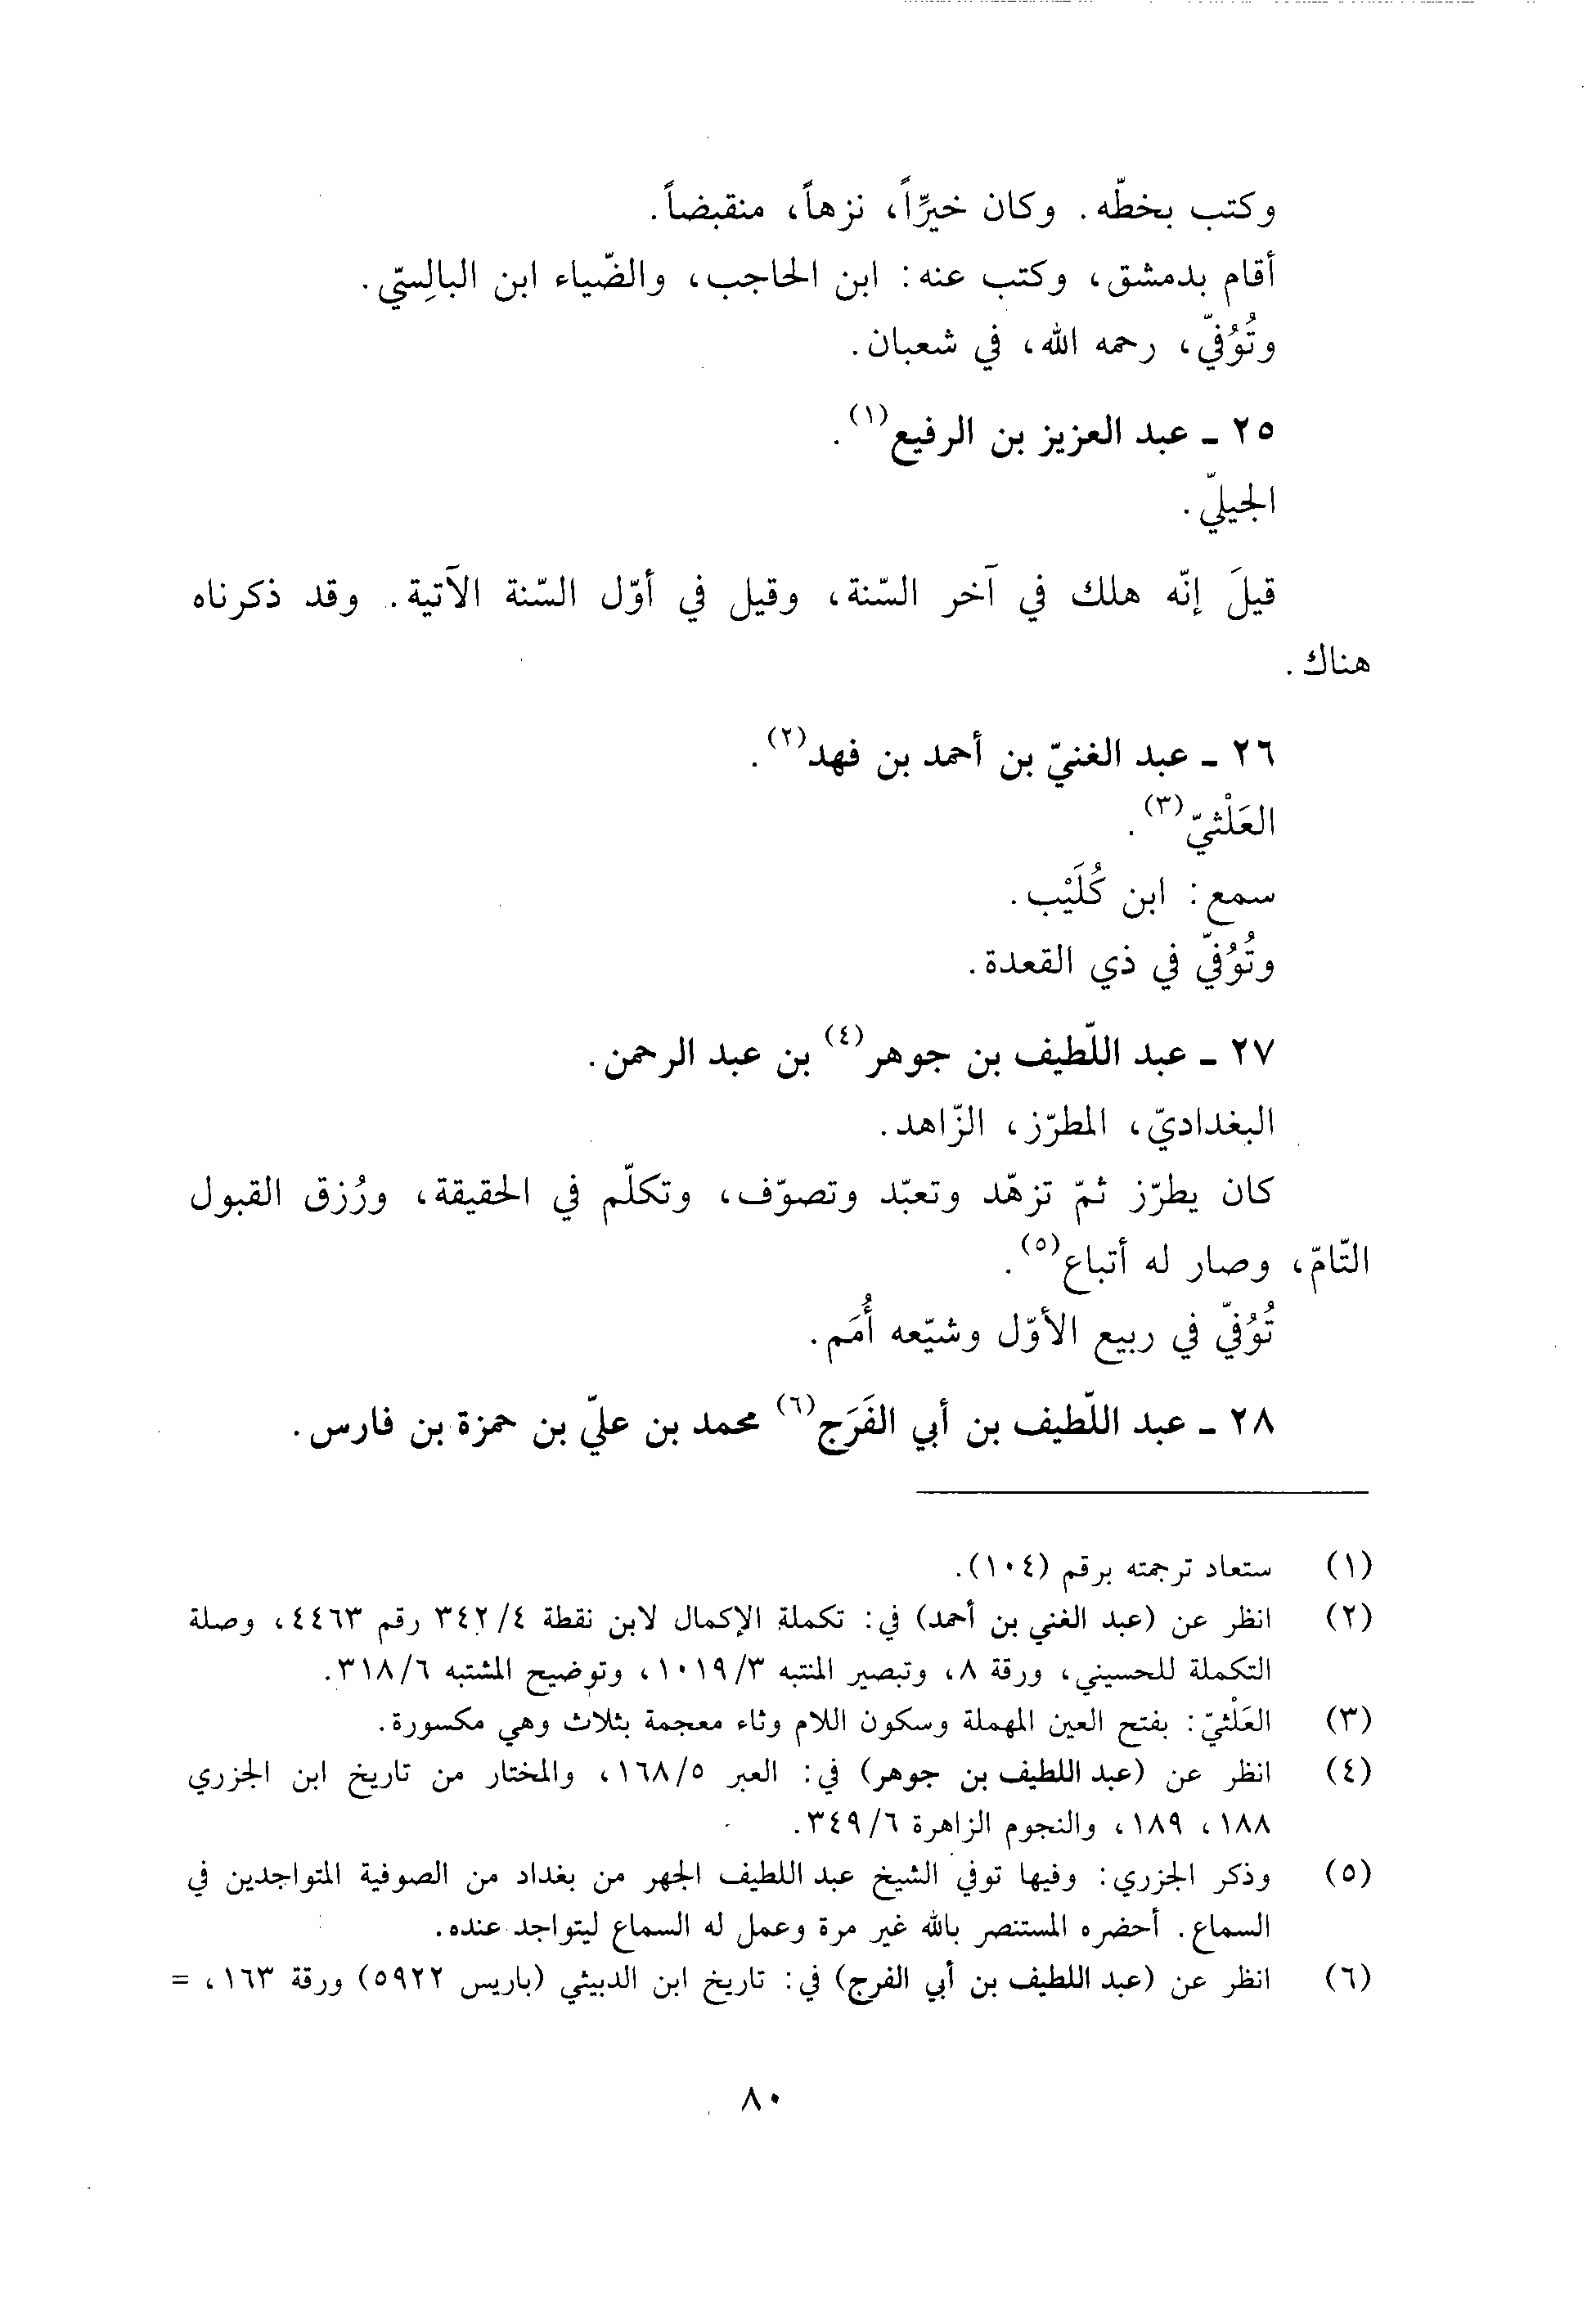 وكتب بخطّه. وكان خيرِّاً، نزهاً، منقبضاً.
أقام بدمشق، وكتب عنه: ابن الحاجب، والضّياء ابن البالِسيّ.
وتُوُفيّ، رحمه الله، في شعبان.
٢٥ ـ عبد العزيز بن الرفيع(١).
الجيليّ.
قيلَ إنّه هلك في آخر السّنة، وقيل في أوّل السّنة الآتية. وقد ذكرناه
هناك.
٢٦ ـ عبد الغنيّ بن أحمد بن فهد(٢).
العَلْثيّ(٣).
سمع: ابن كُلَيْب.
وتُوُفيّ في ذي القعدة.
٢٧ ـ عبد اللّطيف بن جوهر(٤) بن عبد الرحمن.
البغداديّ، المطرّز، الزّاهد.
كان يطرّز ثمّ تزهّد وتعبّد وتصوّف، وتكلّم في الحقيقة، ورُزق القبول
التّامّ، وصار له أتباع(٥).
تُوُفيّ في ربيع الأوّل وشيّعه أُمَم.
٢٨ ـ عبد اللّطيف بن أبي الفَرَج(٦) محمد بن عليّ بن حمزة بن فارس.
(١) ستعاد ترجمته برقم (١٠٤).
(٢) انظر عن (عبد الغني بن أحمد) في: تكملة الإكمال لابن نقطة ٤/ ٣٤٢ رقم ٤٤٦٣، وصلة
التكملة للحسيني، ورقة ٨، وتبصير المنتبه ٣/ ١٠١٩، وتوضيح المشتبه ٦/ ٣١٨.
(٣) العَلْثيّ: بفتح العين المهملة وسكون اللام وثاء معجمة بثلاث وهي مكسورة.
(٤) انظر عن (عبد اللطيف بن جوهر) في: العبر ٥/ ١٦٨، والمختار من تاريخ ابن الجزري
١٨٨، ١٨٩، والنجوم الزاهرة ٦/ ٣٤٩.
(٥) وذكر الجزري: وفيها توفي الشيخ عبد اللطيف الجهر من بغداد من الصوفية المتواجدين في
السماع. أحضره المستنصر بالله غير مرة وعمل له السماع ليتواجد عنده.
(٦) انظر عن (عبد اللطيف بن أبي الفرج) في: تاريخ ابن الدبيثي (باريس ٥٩٢٢) ورقة ١٦٣، =
٨٠